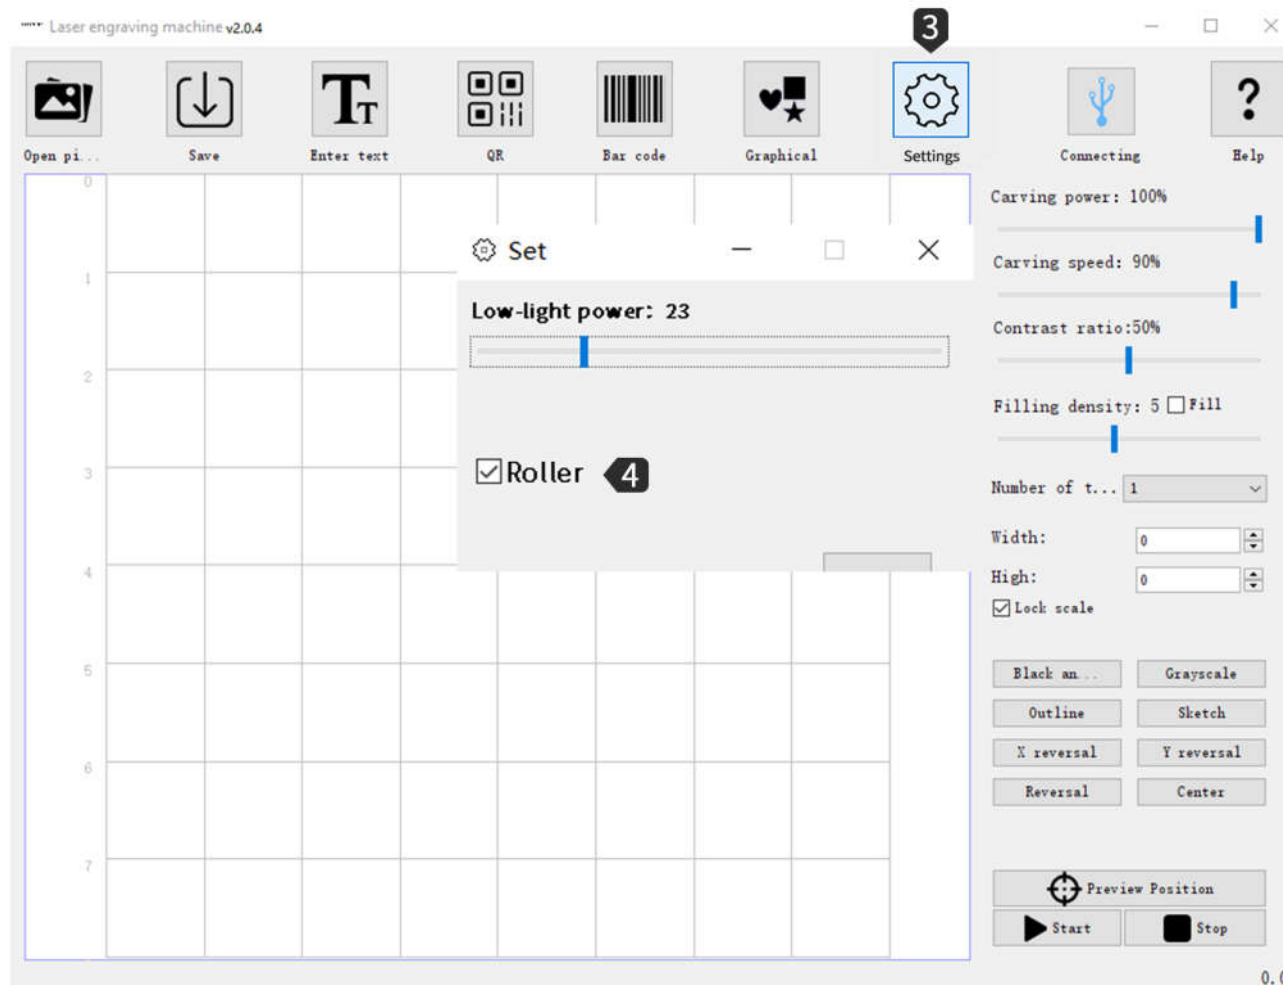 Laser engraving machine v2.0.4
3
Open pi...
Save
Enter text
QR
Bar code
Graphical
Settings
Connecting
Help
0
1
2
3
4
5
6
7
Set
Low-light power: 23
Roller
4
Carving power: 100%
Carving speed: 90%
Contrast ratio:50%
Filling density: 5 Fill
Number of t... 1
Width: 0
High: 0
Lock scale
Black an...
Grayscale
Outline
Sketch
X reversal
Y reversal
Reversal
Center
Preview Position
Start
Stop